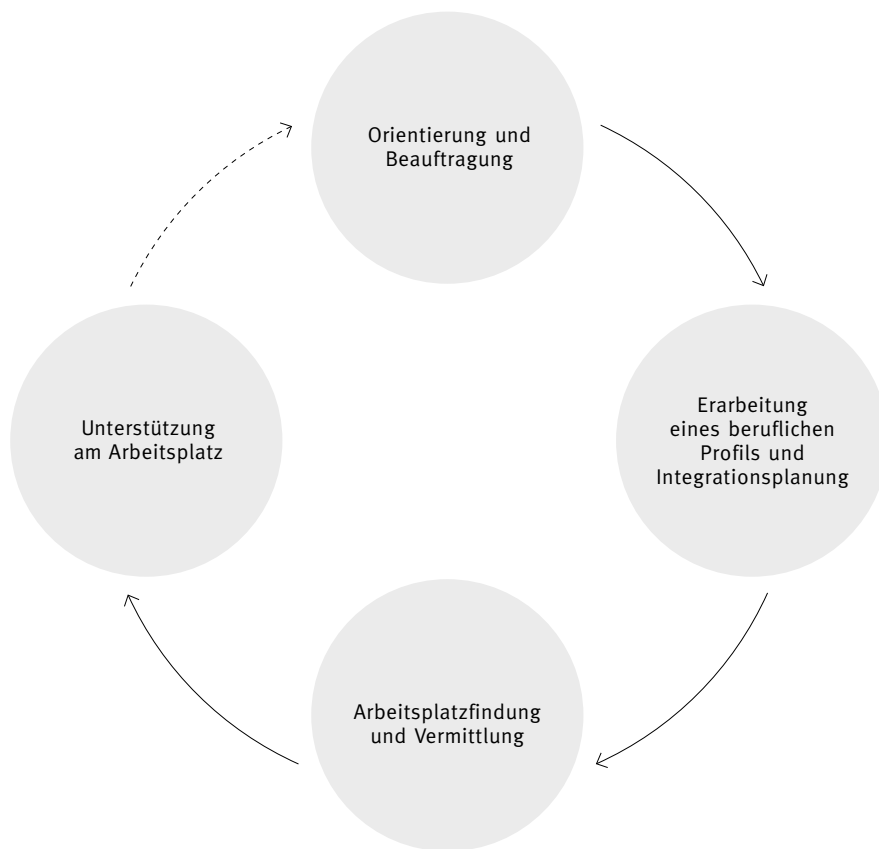 Orientierung und
Beauftragung
Erarbeitung
eines beruflichen
Profils und
Integrationsplanung
Arbeitsplatzfindung
und Vermittlung
Unterstützung
am Arbeitsplatz